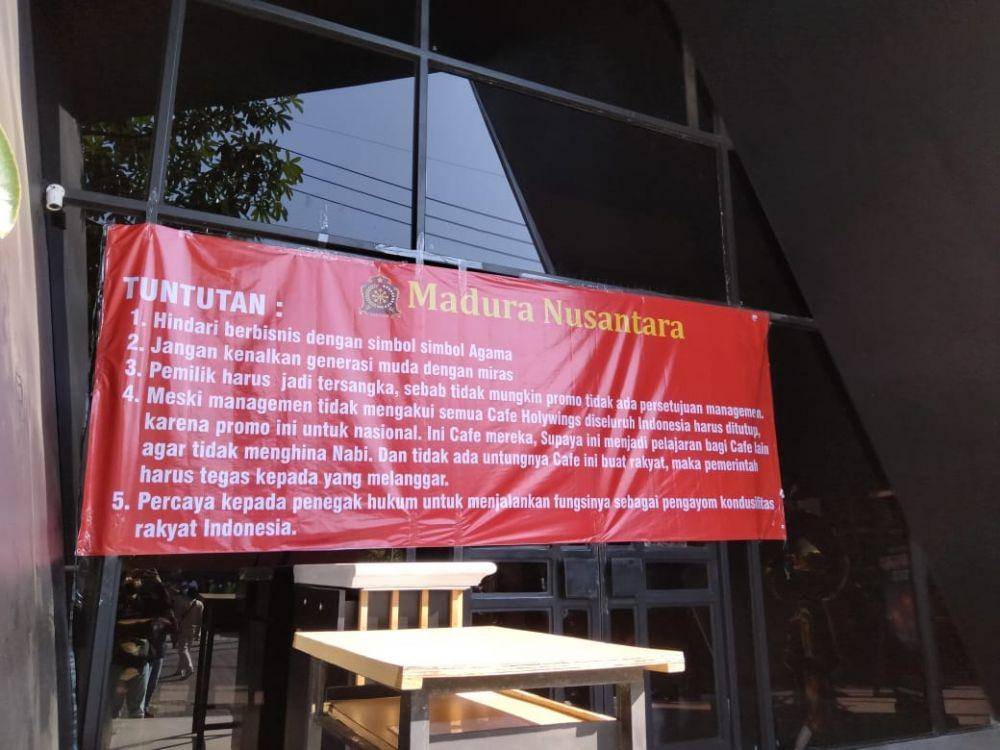 TUNTUTAN :
Madura Nusantara
1. Hindari berbisnis dengan simbol simbol Agama
2. Jangan kenalkan generasi muda dengan miras
3. Pemilik harus jadi tersangka, sebab tidak mungkin promo tidak ada persetujuan managemen.
4. Meski managemen tidak mengakui semua Cafe Holywings diseluruh Indonesia harus ditutup,
karena promo ini untuk nasional. Ini Cafe mereka, Supaya ini menjadi pelajaran bagi Cafe lain
agar tidak menghina Nabi. Dan tidak ada untungnya Cafe ini buat rakyat, maka pemerintah
harus tegas kepada yang melanggar.
5. Percaya kepada penegak hukum untuk menjalankan fungsinya sebagai pengayom kondusifitas
rakyat Indonesia.